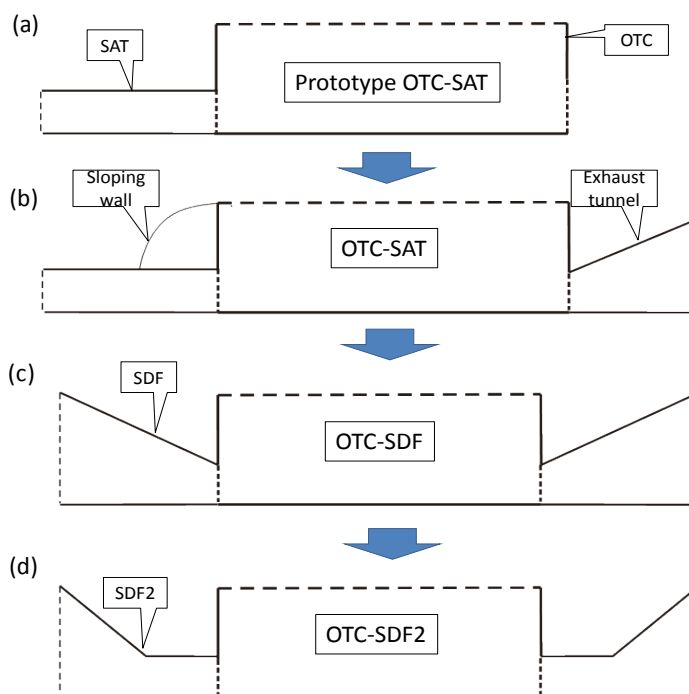 (a)
SAT
OTC
Prototype OTC-SAT
Sloping
wall
Exhaust
tunnel
(b)
OTC-SAT
(c)
SDF
OTC-SDF
(d)
SDF2
OTC-SDF2